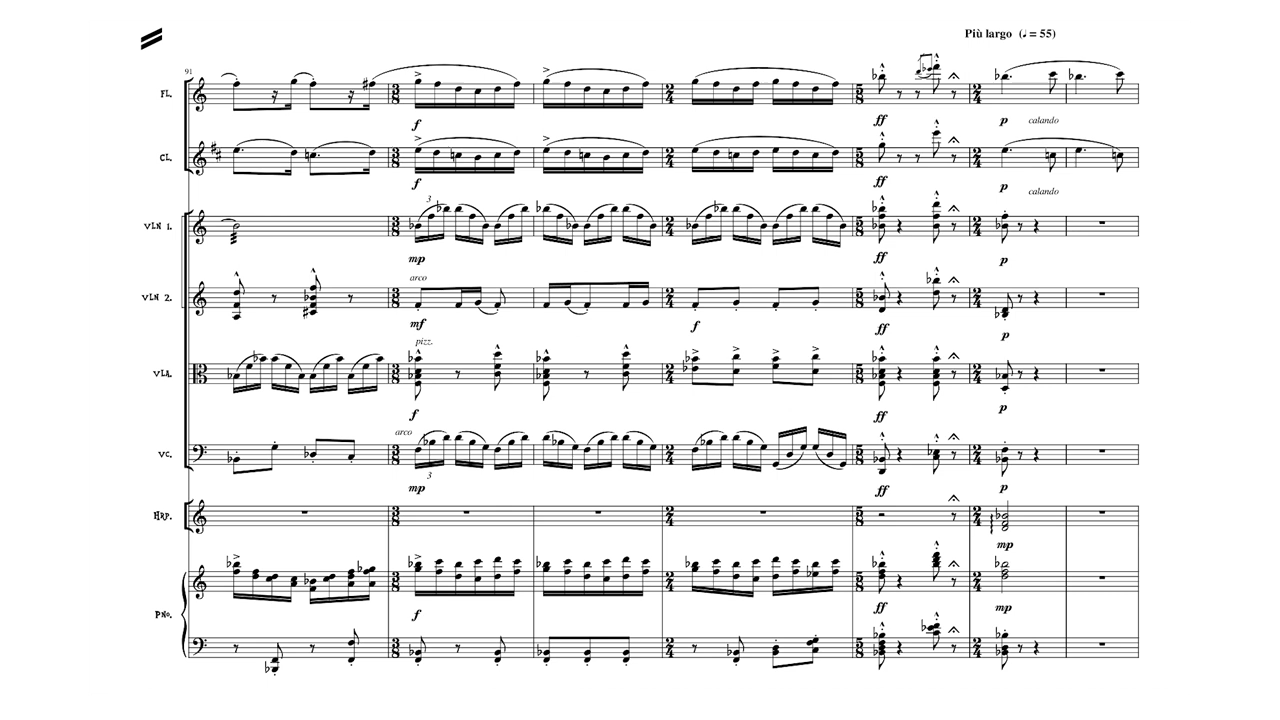 Più largo (♩ = 55)
91
FL.
f
ff
p calando
CL.
f
ff
p
calando
3
VLN 1.
mp
ff
p
arco
VLN 2.
mf
f
ff
p
pizz.
VLA.
f
ff
p
arco
VC.
3
mp
ff
p
HRP.
mp
PNO.
f
ff
mp